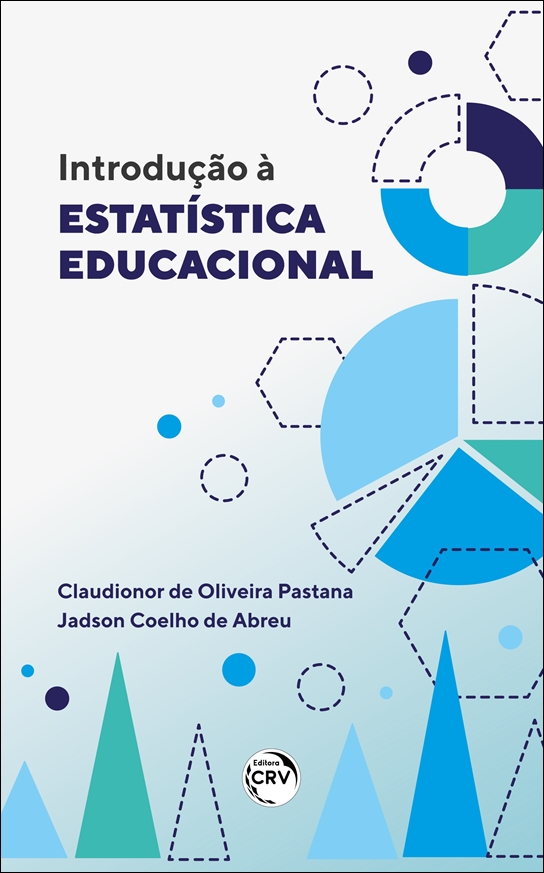 Introdução à
ESTATÍSTICA
EDUCACIONAL
Claudionor de Oliveira Pastana
Jadson Coelho de Abreu
Editora
CRV